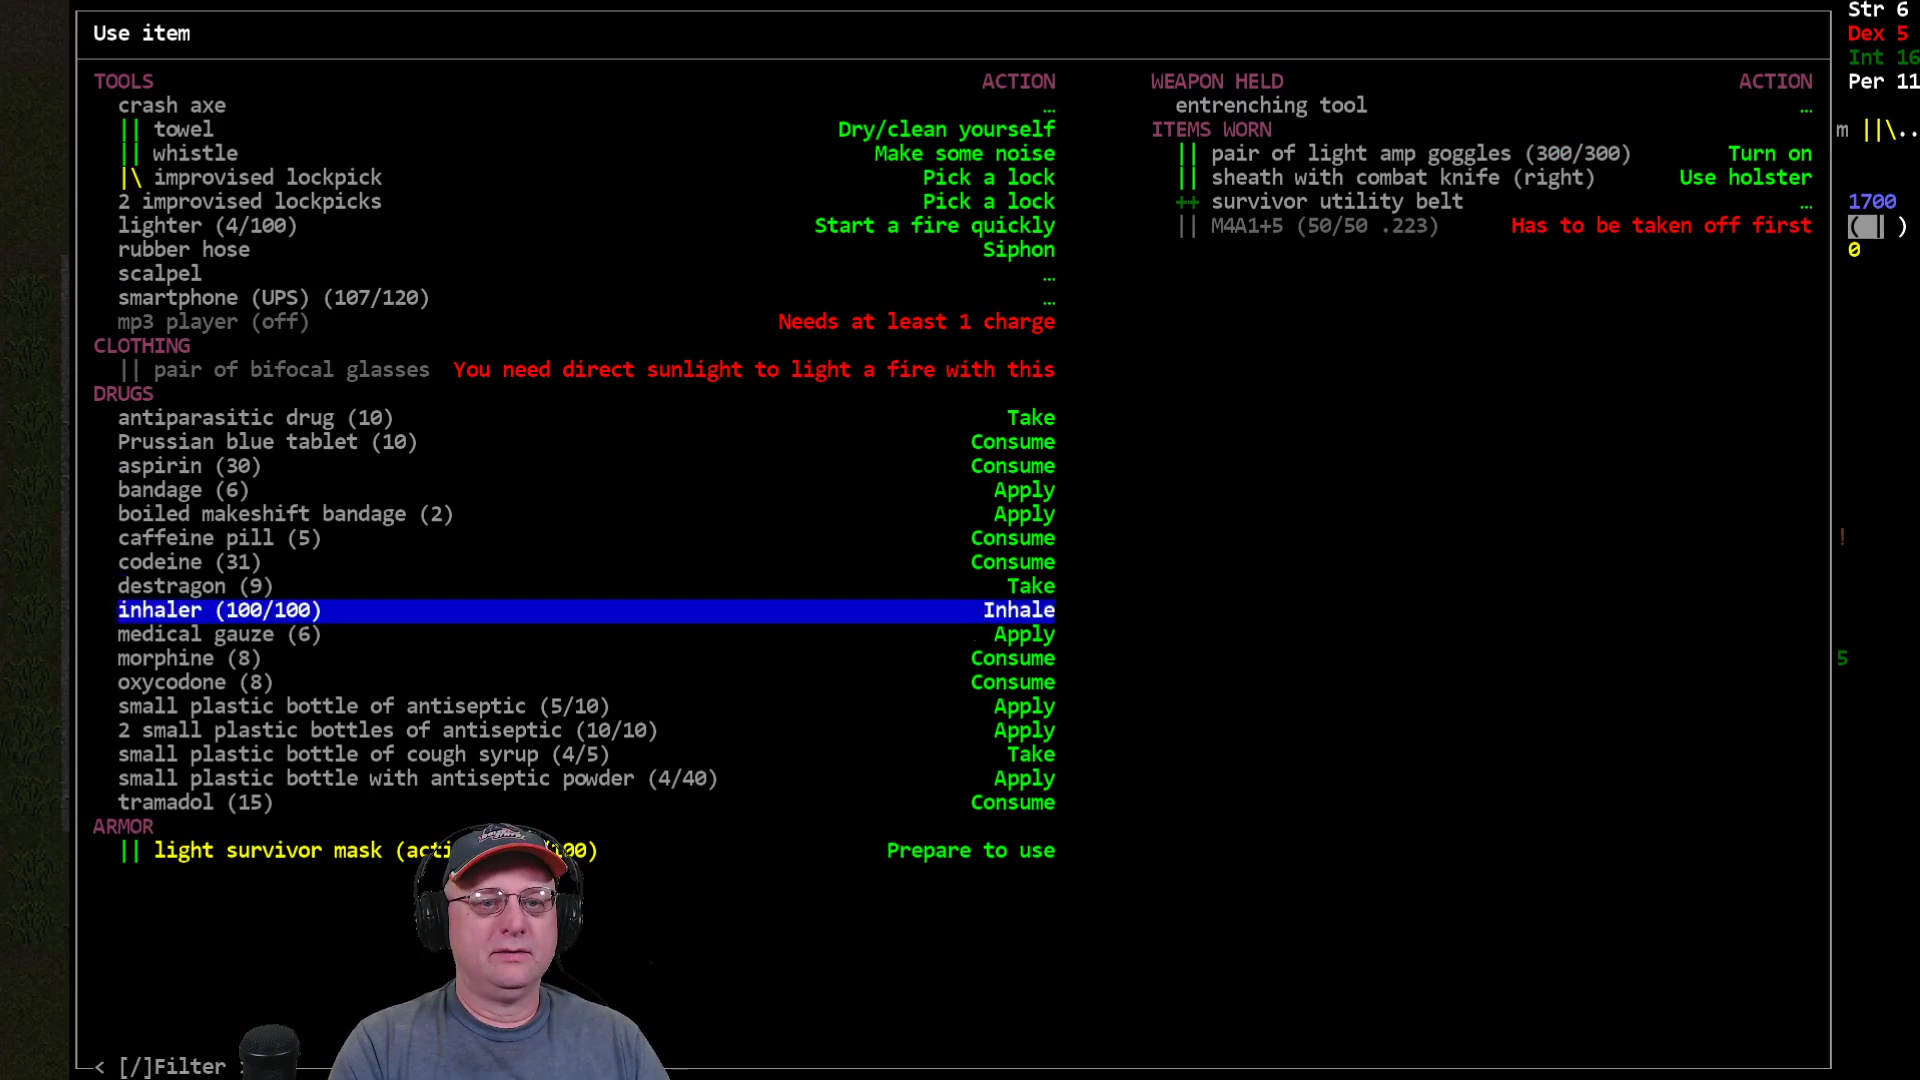 Use item
TOOLS ACTION
crash axe …
|| towel Dry/clean yourself
|| whistle Make some noise
|\ improvised lockpick Pick a lock
2 improvised lockpicks Pick a lock
lighter (4/100) Start a fire quickly
rubber hose Siphon
scalpel …
smartphone (UPS) (107/120) …
mp3 player (off) Needs at least 1 charge
CLOTHING
|| pair of bifocal glasses You need direct sunlight to light a fire with this
DRUGS
antiparasitic drug (10) Take
Prussian blue tablet (10) Consume
aspirin (30) Consume
bandage (6) Apply
boiled makeshift bandage (2) Apply
caffeine pill (5) Consume
codeine (31) Consume
destragon (9) Take
inhaler (100/100) Inhale
medical gauze (6) Apply
morphine (8) Consume
oxycodone (8) Consume
small plastic bottle of antiseptic (5/10) Apply
2 small plastic bottles of antiseptic (10/10) Apply
small plastic bottle of cough syrup (4/5) Take
small plastic bottle with antiseptic powder (4/40) Apply
tramadol (15) Consume
ARMOR
|| light survivor mask Prepare to use
< [/]Filter
WEAPON HELD ACTION
entrenching tool …
ITEMS WORN
|| pair of light amp goggles (300/300) Turn on
|| sheath with combat knife (right) Use holster
++ survivor utility belt …
|| M4A1+5 (50/50 .223) Has to be taken off first
Str 6
Dex 5
Int 16
Per 11
m ||\..
1700
( | )
0
!
5